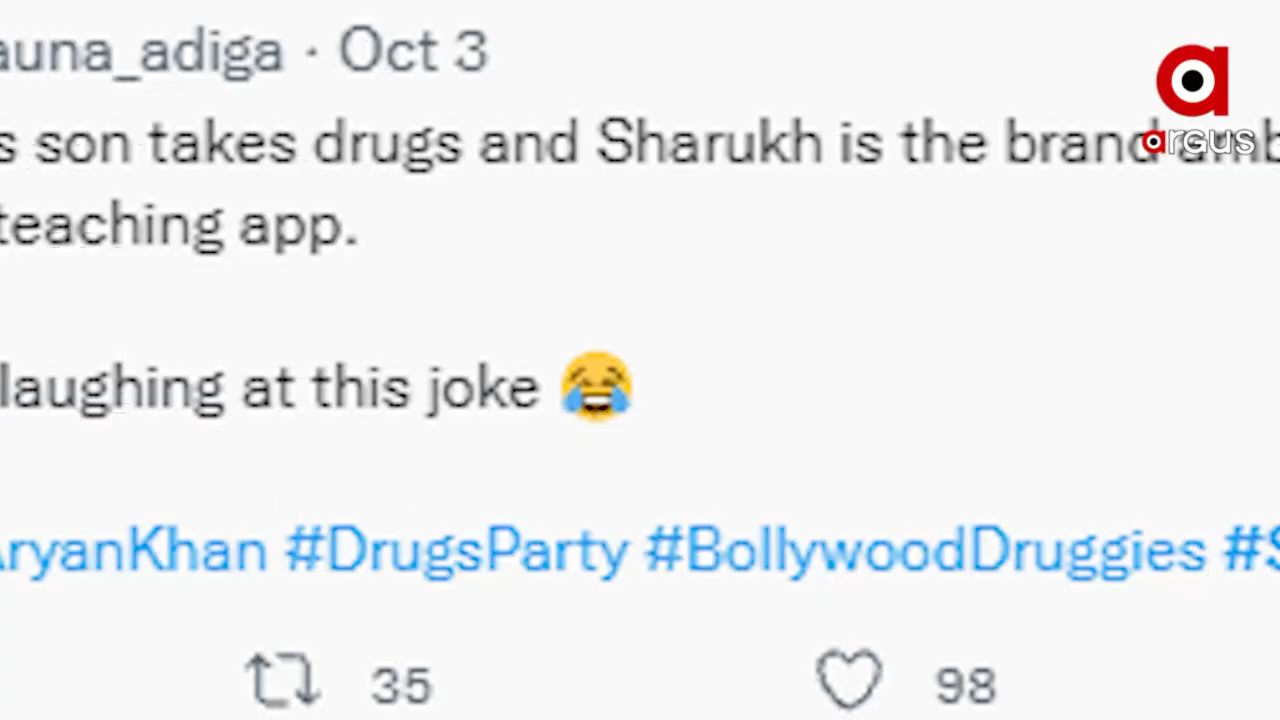 auna_adiga · Oct 3
s son takes drugs and Sharukh is the brand amb
teaching app.
laughing at this joke 😂
AryanKhan #DrugsParty #BollywoodDruggies #S
35 98
argus